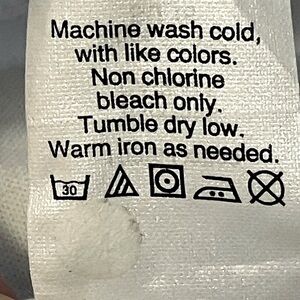 Machine wash cold,
with like colors.
Non chlorine
bleach only.
Tumble dry low.
Warm iron as needed.
30